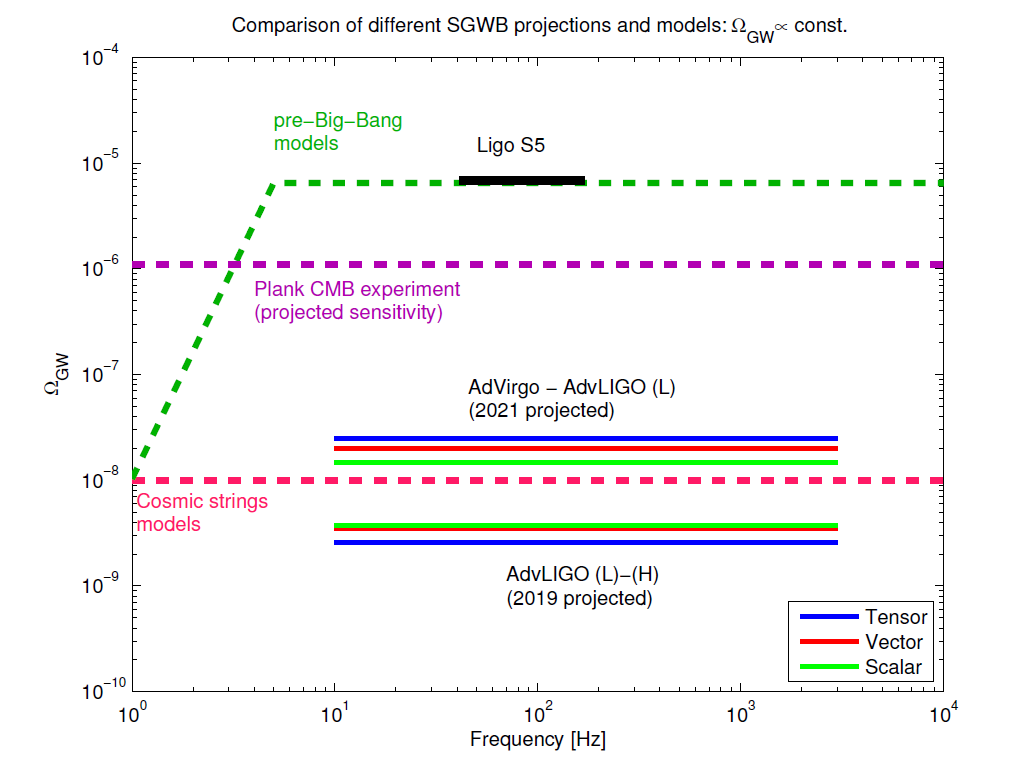 Comparison of different SGWB projections and models: Ω_GW ∝ const.
10^-4
pre-Big-Bang
models
Ligo S5
10^-5
10^-6
Plank CMB experiment
(projected sensitivity)
Ω_GW
10^-7
AdVirgo - AdvLIGO (L)
(2021 projected)
10^-8
Cosmic strings
models
10^-9
AdvLIGO (L)-(H)
(2019 projected)
Tensor
Vector
Scalar
10^-10
10^0 10^1 10^2 10^3 10^4
Frequency [Hz]